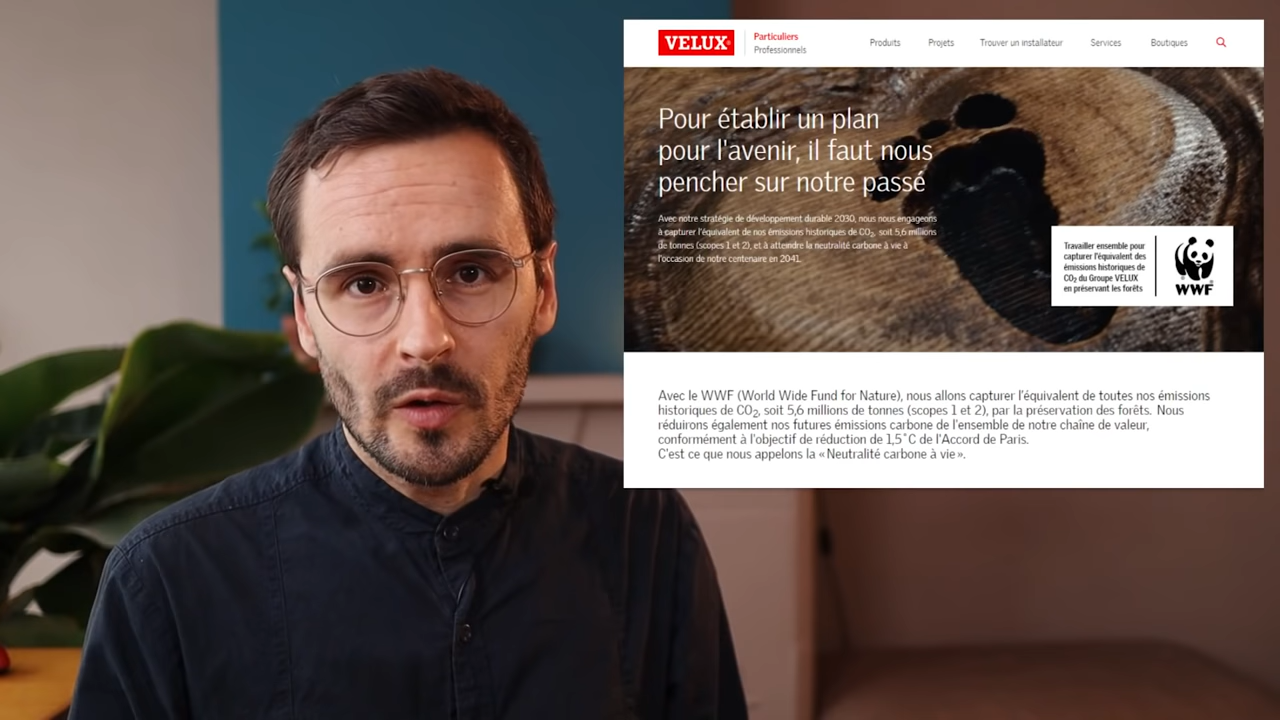 VELUX
Particuliers
Professionnels
Produits
Projets
Trouver un installateur
Services
Boutiques
Pour établir un plan
pour l'avenir, il faut nous
pencher sur notre passé
Avec notre stratégie de développement durable 2030, nous nous engageons
à capturer l'équivalent de nos émissions historiques de CO₂, soit 5,6 millions
de tonnes (scopes 1 et 2), et à atteindre la neutralité carbone à vie à
l'occasion de notre centenaire en 2041.
Travailler ensemble pour
capturer l'équivalent des
émissions historiques de
CO₂ du Groupe VELUX
en préservant les forêts
WWF
Avec le WWF (World Wide Fund for Nature), nous allons capturer l'équivalent de toutes nos émissions
historiques de CO₂, soit 5,6 millions de tonnes (scopes 1 et 2), par la préservation des forêts. Nous
réduirons également nos futures émissions carbone de l'ensemble de notre chaîne de valeur,
conformément à l'objectif de réduction de 1,5˚C de l'Accord de Paris.
C'est ce que nous appelons la «Neutralité carbone à vie».